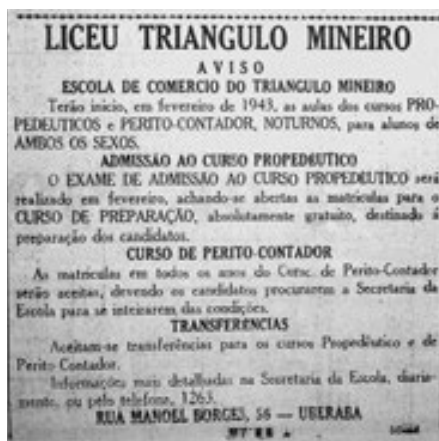 LICEU TRIANGULO MINEIRO
AVISO
ESCOLA DE COMERCIO DO TRIANGULO MINEIRO
Terão inicio, em fevereiro de 1943, as aulas dos cursos PRO-
PEDEUTICOS e PERITO-CONTADOR, NOTURNOS, para alunos de
AMBOS OS SEXOS.
ADMISSÃO AO CURSO PROPEDÊUTICO
O EXAME DE ADMISSÃO AO CURSO PROPEDEUTICO será
realizado em fevereiro, achando-se abertas as matriculas para o
CURSO DE PREPARAÇÃO, absolutamente gratuito, destinado á
preparação dos candidatos.
CURSO DE PERITO-CONTADOR
As matriculas em todos os anos do Curso de Perito-Contador
serão aceitas, devendo os candidatos procurarem a Secretaria da
Escola para se inteirarem das condições.
TRANSFERENCIAS
Aceitam-se transferências para os cursos Propedêutico e de
Perito Contador.
Informações mais detalhadas na Secretaria da Escola, diaria-
mente, ou pelo telefone, 1263.
RUA MANOEL BORGES, 56 — UBERABA